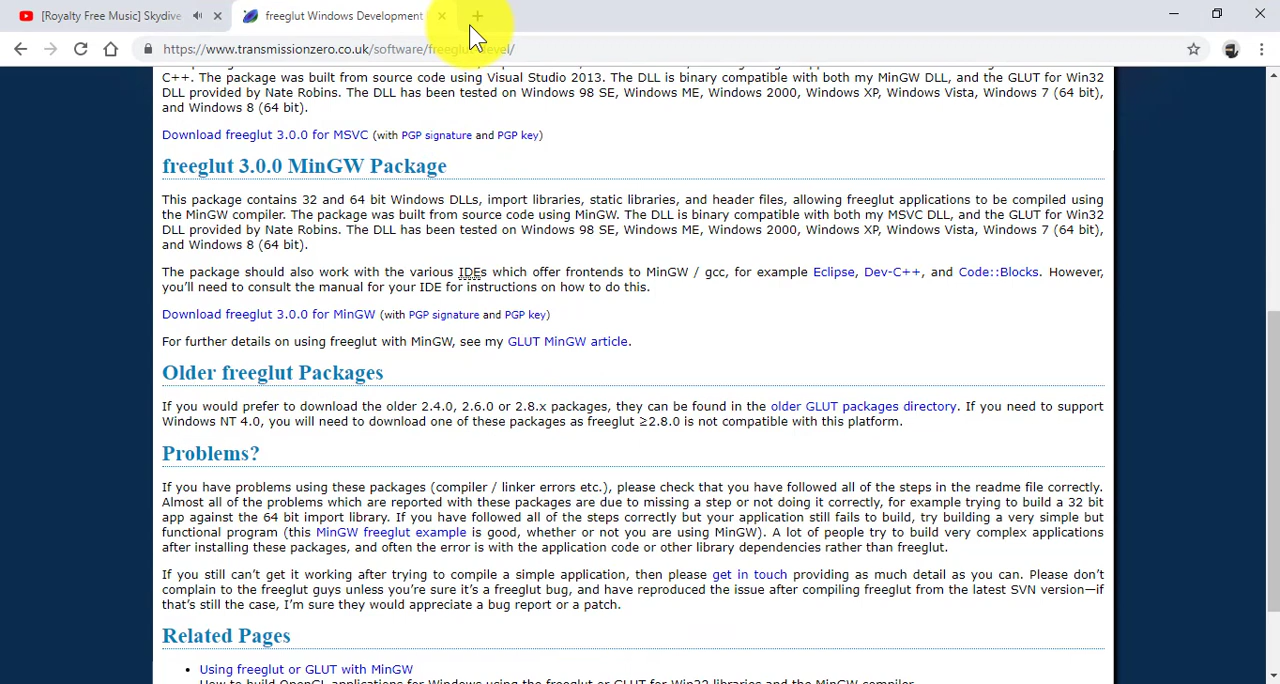 [Royalty Free Music] Skydive
freeglut Windows Development
https://www.transmissionzero.co.uk/software/freeglut-devel/
C++. The package was built from source code using Visual Studio 2013. The DLL is binary compatible with both my MinGW DLL, and the GLUT for Win32
DLL provided by Nate Robins. The DLL has been tested on Windows 98 SE, Windows ME, Windows 2000, Windows XP, Windows Vista, Windows 7 (64 bit),
and Windows 8 (64 bit).
Download freeglut 3.0.0 for MSVC (with PGP signature and PGP key)
freeglut 3.0.0 MinGW Package
This package contains 32 and 64 bit Windows DLLs, import libraries, static libraries, and header files, allowing freeglut applications to be compiled using
the MinGW compiler. The package was built from source code using MinGW. The DLL is binary compatible with both my MSVC DLL, and the GLUT for Win32
DLL provided by Nate Robins. The DLL has been tested on Windows 98 SE, Windows ME, Windows 2000, Windows XP, Windows Vista, Windows 7 (64 bit),
and Windows 8 (64 bit).
The package should also work with the various IDEs which offer frontends to MinGW / gcc, for example Eclipse, Dev-C++, and Code::Blocks. However,
you’ll need to consult the manual for your IDE for instructions on how to do this.
Download freeglut 3.0.0 for MinGW (with PGP signature and PGP key)
For further details on using freeglut with MinGW, see my GLUT MinGW article.
Older freeglut Packages
If you would prefer to download the older 2.4.0, 2.6.0 or 2.8.x packages, they can be found in the older GLUT packages directory. If you need to support
Windows NT 4.0, you will need to download one of these packages as freeglut ≥2.8.0 is not compatible with this platform.
Problems?
If you have problems using these packages (compiler / linker errors etc.), please check that you have followed all of the steps in the readme file correctly.
Almost all of the problems which are reported with these packages are due to missing a step or not doing it correctly, for example trying to build a 32 bit
app against the 64 bit import library. If you have followed all of the steps correctly but your application still fails to build, try building a very simple but
functional program (this MinGW freeglut example is good, whether or not you are using MinGW). A lot of people try to build very complex applications
after installing these packages, and often the error is with the application code or other library dependencies rather than freeglut.
If you still can’t get it working after trying to compile a simple application, then please get in touch providing as much detail as you can. Please don’t
complain to the freeglut guys unless you’re sure it’s a freeglut bug, and have reproduced the issue after compiling freeglut from the latest SVN version—if
that’s still the case, I’m sure they would appreciate a bug report or a patch.
Related Pages
Using freeglut or GLUT with MinGW
How to build OpenGL applications for Windows using the freeglut or GLUT for Win32 libraries and the MinGW compiler.